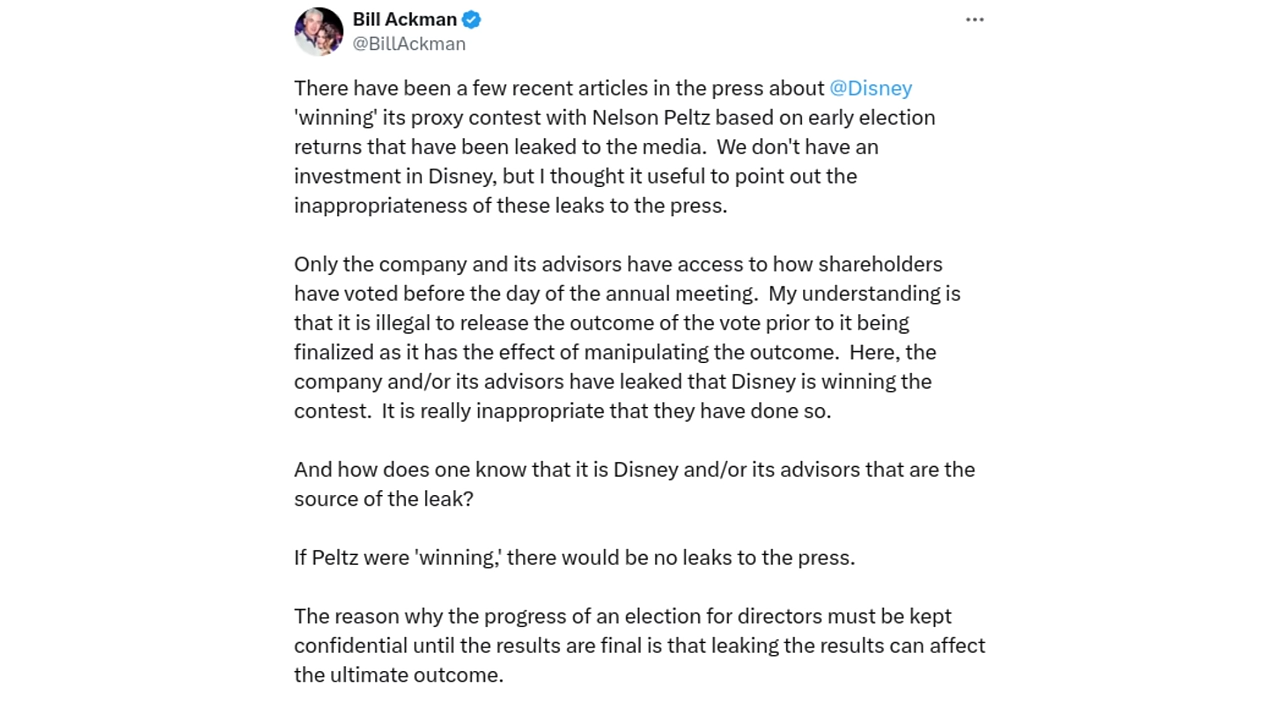 Bill Ackman
@BillAckman
There have been a few recent articles in the press about @Disney
'winning' its proxy contest with Nelson Peltz based on early election
returns that have been leaked to the media.  We don't have an
investment in Disney, but I thought it useful to point out the
inappropriateness of these leaks to the press.
Only the company and its advisors have access to how shareholders
have voted before the day of the annual meeting.  My understanding is
that it is illegal to release the outcome of the vote prior to it being
finalized as it has the effect of manipulating the outcome.  Here, the
company and/or its advisors have leaked that Disney is winning the
contest.  It is really inappropriate that they have done so.
And how does one know that it is Disney and/or its advisors that are the
source of the leak?
If Peltz were 'winning,' there would be no leaks to the press.
The reason why the progress of an election for directors must be kept
confidential until the results are final is that leaking the results can affect
the ultimate outcome.